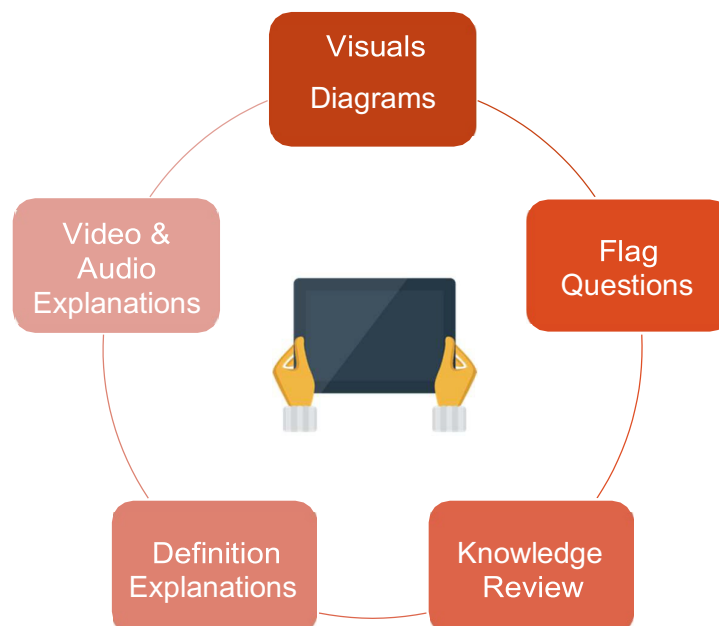 Visuals
Diagrams
Flag
Questions
Knowledge
Review
Definition
Explanations
Video &
Audio
Explanations